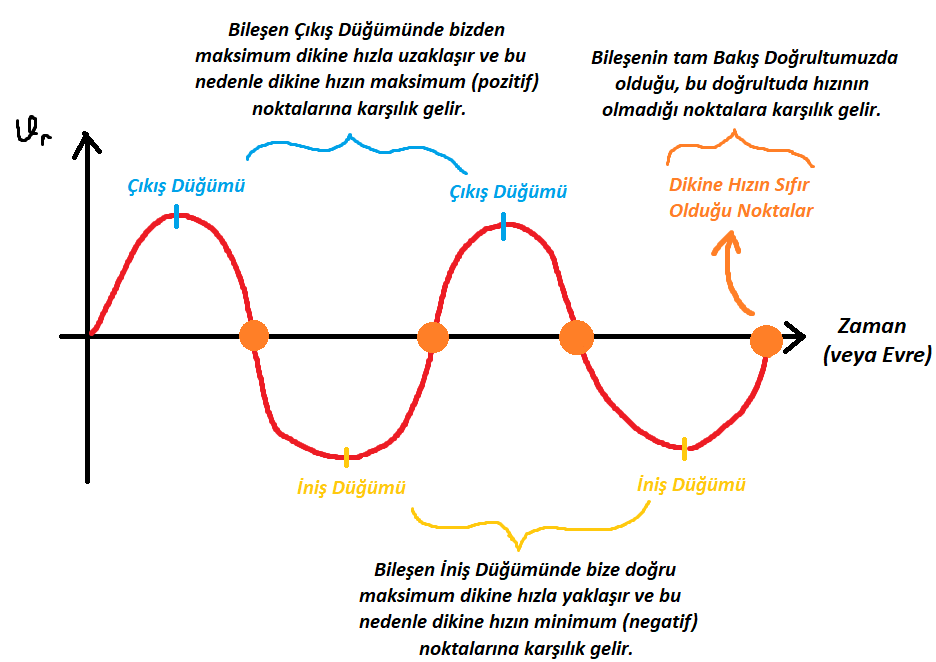 Bileşen Çıkış Düğümünde bizden
maksimum dikine hızla uzaklaşır ve bu
nedenle dikine hızın maksimum (pozitif)
noktalarına karşılık gelir.
Bileşenin tam Bakış Doğrultumuzda
olduğu, bu doğrultuda hızının
olmadığı noktalara karşılık gelir.
𝒱r
Çıkış Düğümü
Çıkış Düğümü
Dikine Hızın Sıfır
Olduğu Noktalar
Zaman
(veya Evre)
İniş Düğümü
İniş Düğümü
Bileşen İniş Düğümünde bize doğru
maksimum dikine hızla yaklaşır ve bu
nedenle dikine hızın minimum (negatif)
noktalarına karşılık gelir.